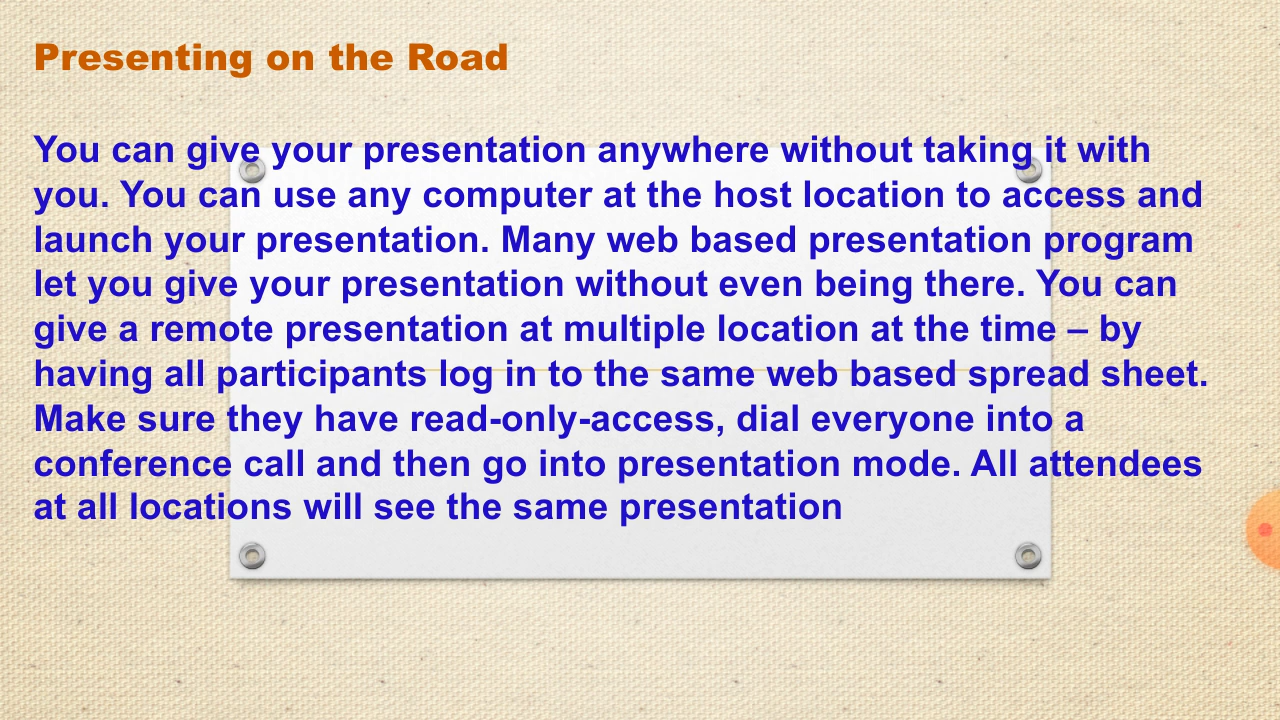 Presenting on the Road
You can give your presentation anywhere without taking it with
you. You can use any computer at the host location to access and
launch your presentation. Many web based presentation program
let you give your presentation without even being there. You can
give a remote presentation at multiple location at the time – by
having all participants log in to the same web based spread sheet.
Make sure they have read-only-access, dial everyone into a
conference call and then go into presentation mode. All attendees
at all locations will see the same presentation